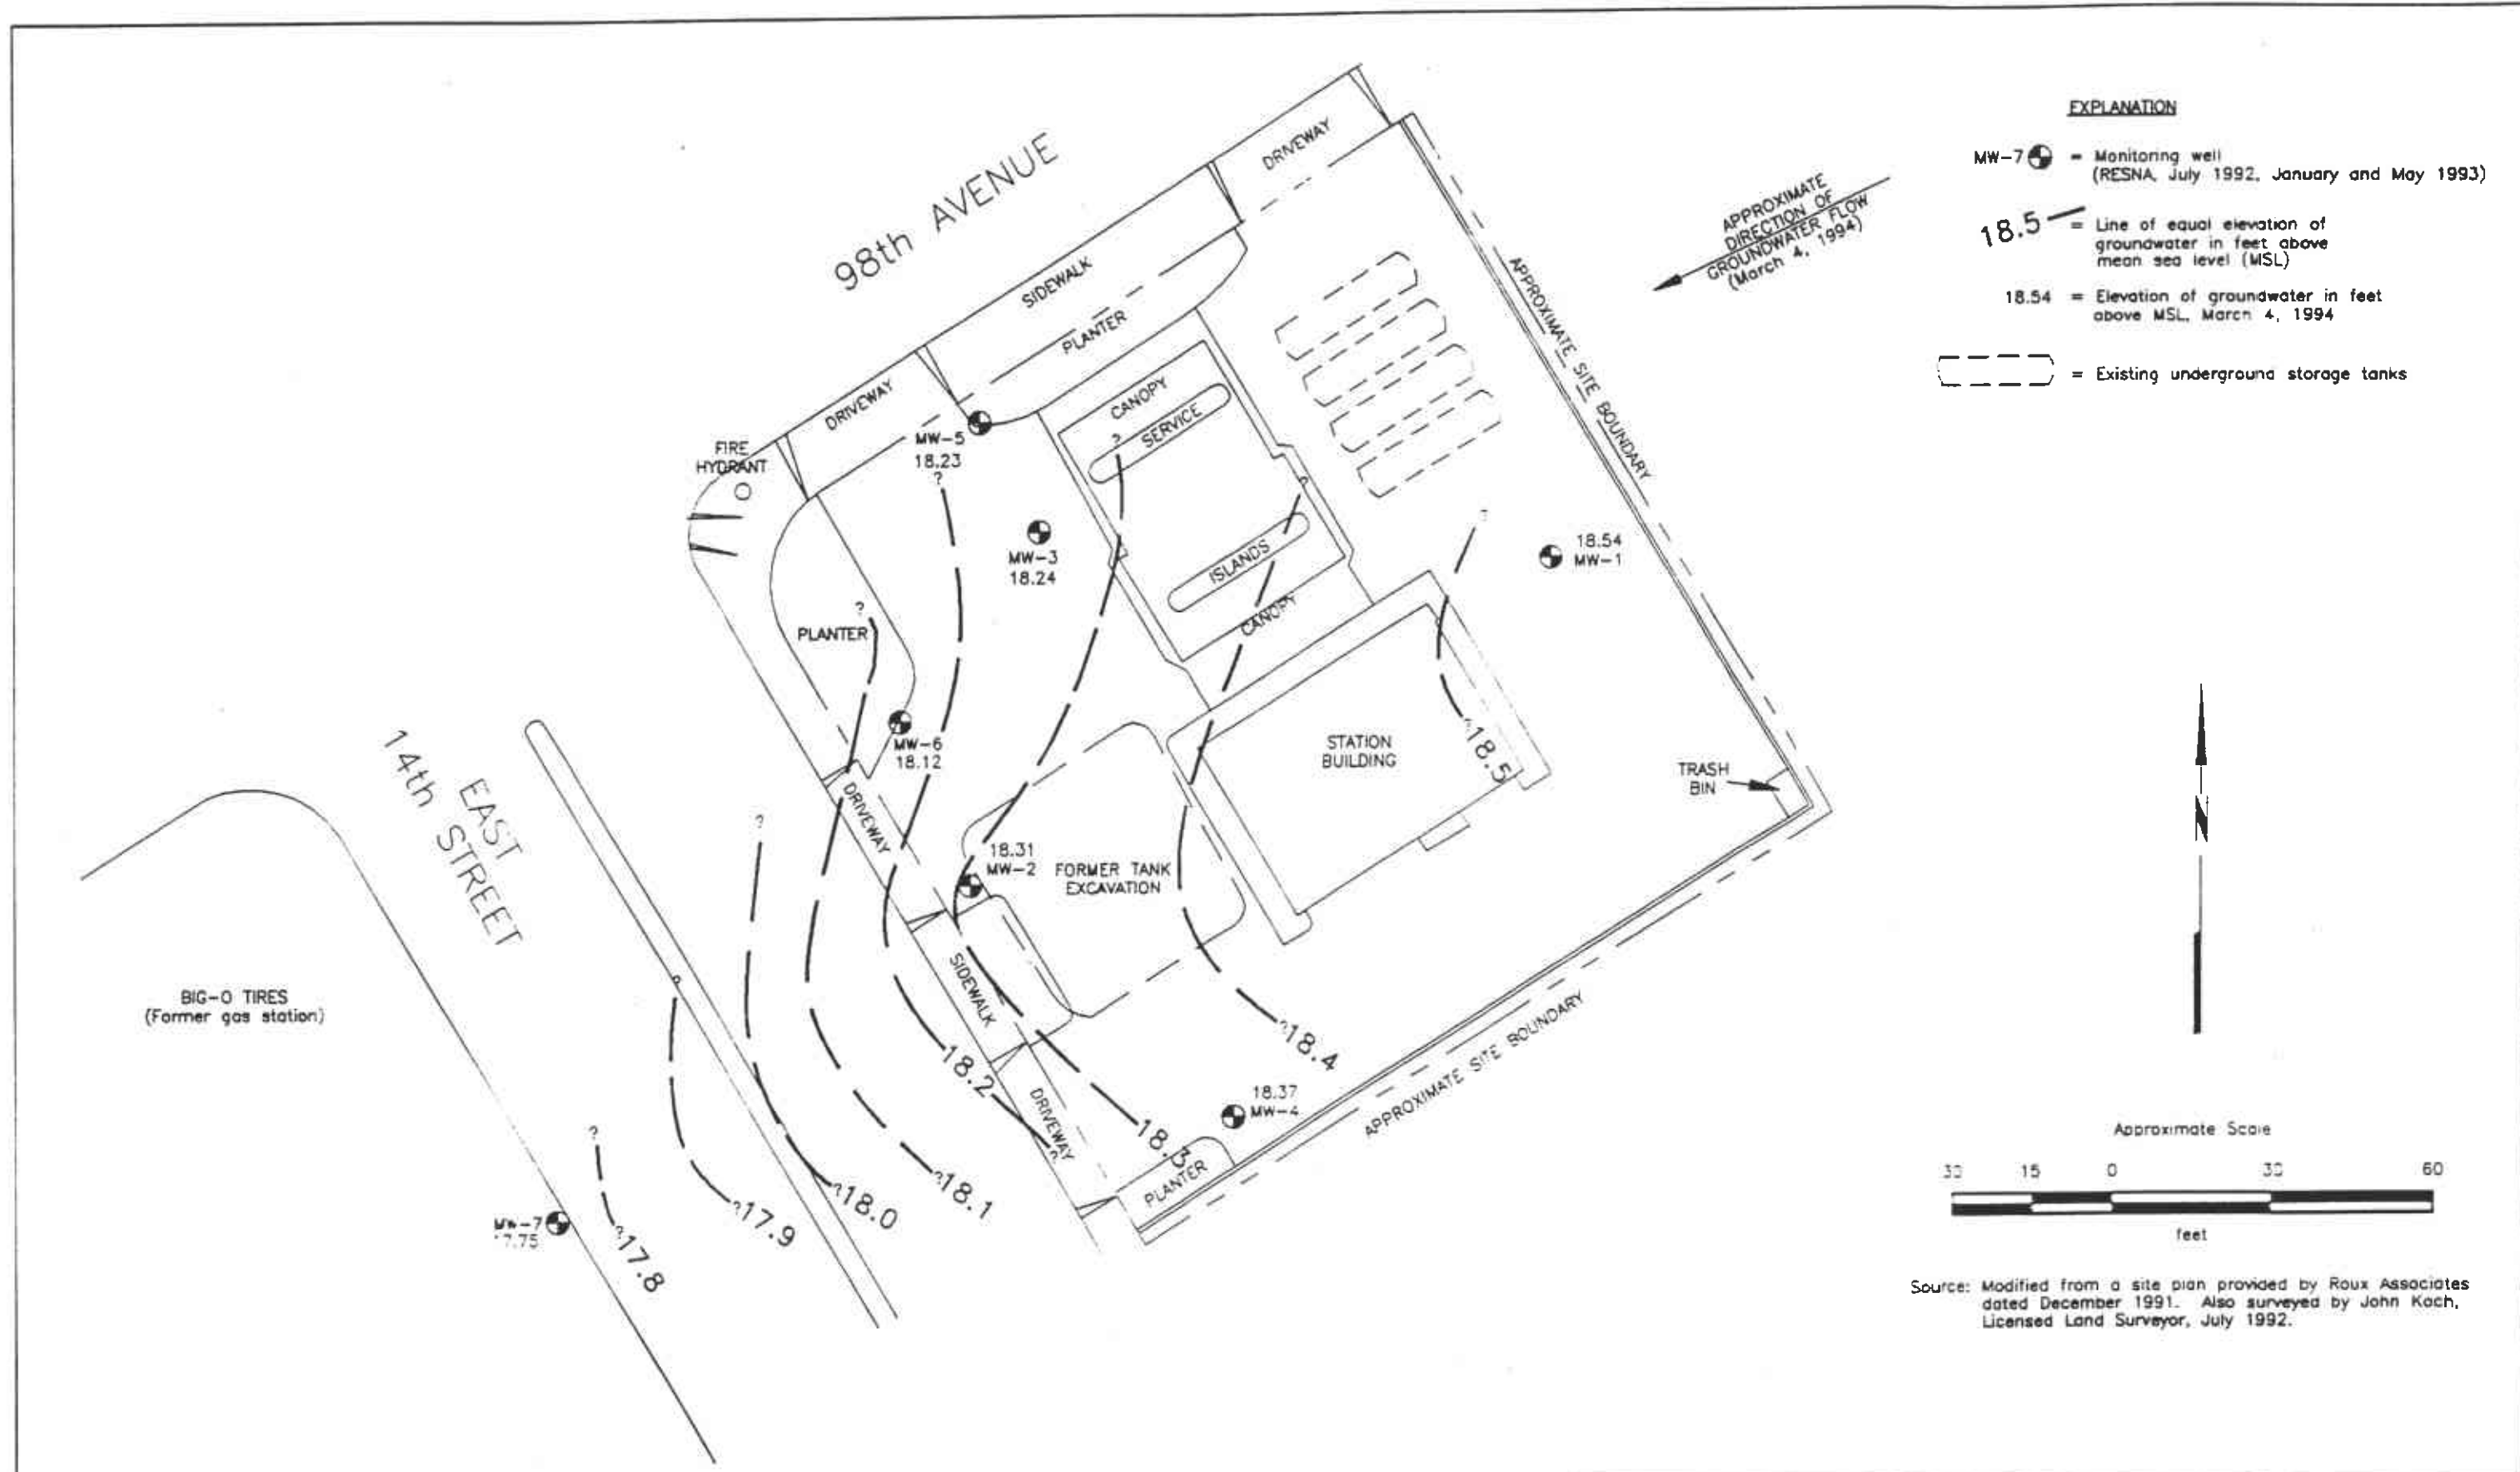 EXPLANATION
MW-7 = Monitoring well
(RESNA, July 1992, January and May 1993)
18.5 = Line of equal elevation of
groundwater in feet above
mean sea level (MSL)
18.54 = Elevation of groundwater in feet
above MSL, March 4, 1994
= Existing underground storage tanks
APPROXIMATE
DIRECTION OF
GROUNDWATER FLOW
(March 4, 1994)
98th AVENUE
DRIVEWAY
SIDEWALK
PLANTER
DRIVEWAY
CANOPY
SERVICE
?
ISLANDS
CANOPY
APPROXIMATE SITE BOUNDARY
FIRE
HYDRANT
MW-5
18.23
?
MW-3
18.24
?
18.54
MW-1
?
PLANTER
MW-6
18.12
STATION
BUILDING
?18.5
TRASH
BIN
EAST
14th STREET
DRIVEWAY
?
18.31
MW-2
FORMER TANK
EXCAVATION
SIDEWALK
?
BIG-O TIRES
(Former gas station)
18.2
?18.4
APPROXIMATE SITE BOUNDARY
18.37
MW-4
DRIVEWAY
?
18.3
PLANTER
?
MW-7
17.75
?17.8
?17.9
?18.0
?18.1
N
Approximate Scale
30 15 0 30 60
feet
Source: Modified from a site plan provided by Roux Associates
dated December 1991. Also surveyed by John Koch,
Licensed Land Surveyor, July 1992.